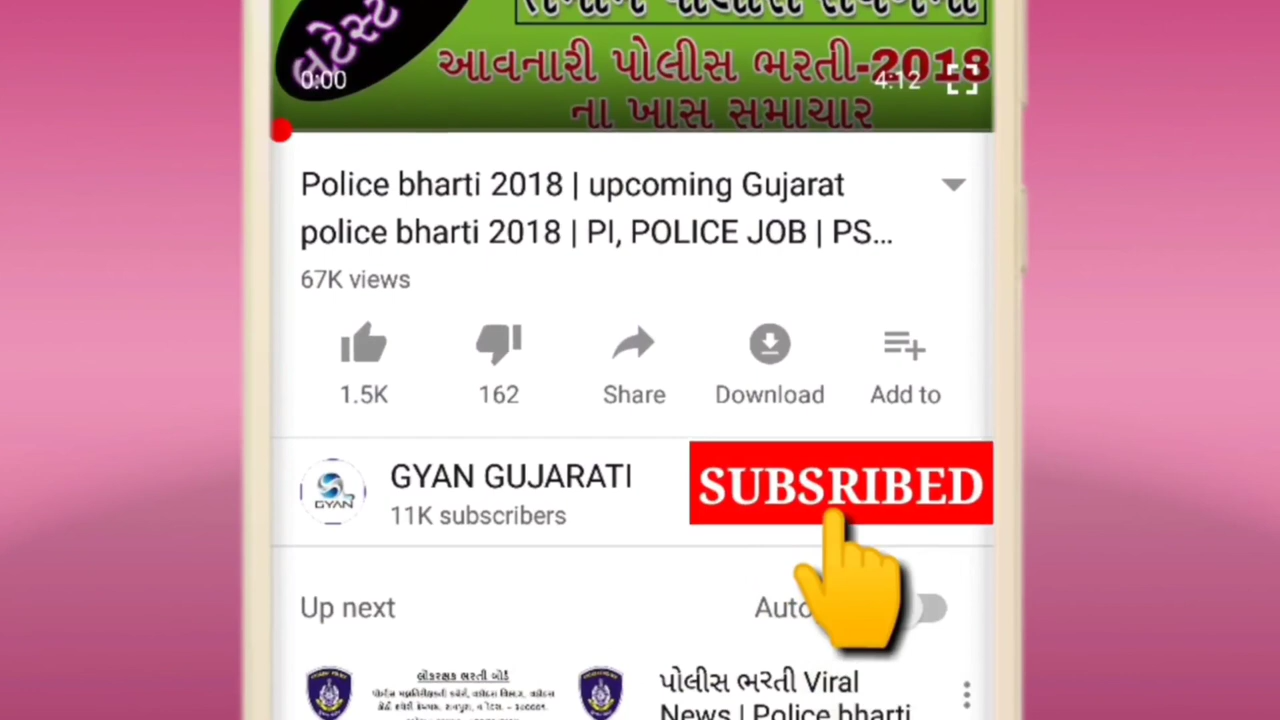 લેટેસ્ટ
આવનારી પોલીસ ભરતી-2018
0:00
4:12
ના ખાસ સમાચાર
Police bharti 2018 | upcoming Gujarat
police bharti 2018 | PI, POLICE JOB | PS...
67K views
1.5K
162
Share
Download
Add to
GYAN
GYAN GUJARATI
11K subscribers
SUBSRIBED
Up next
Auto
લોકરક્ષક ભરતી બોર્ડ
પોલીસ ભરતી Viral
News | Police bharti